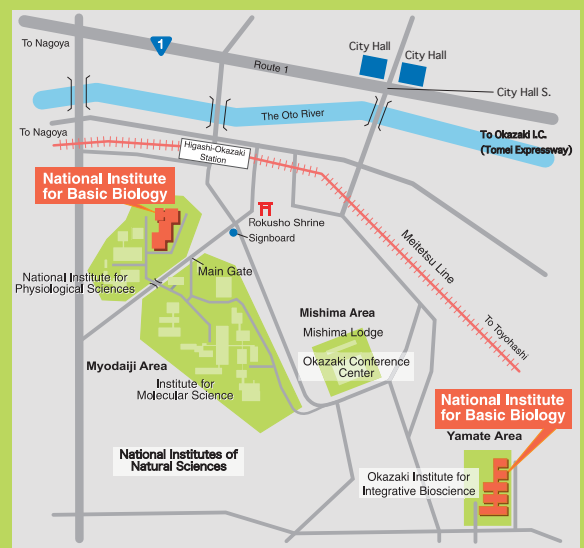 To Nagoya
1
City Hall
City Hall
Route 1
City Hall S.
The Oto River
To Nagoya
To Okazaki I.C.
(Tomei Expressway)
Higashi-Okazaki
Station
National Institute
for Basic Biology
Rokusho Shrine
Signboard
Meitetsu Line
Main Gate
National Institute for
Physiological Sciences
Mishima Area
Mishima Lodge
To Toyohashi
Okazaki Conference
Center
Myodaiji Area
Institute for
Molecular Science
National Institute
for Basic Biology
Yamate Area
National Institutes of
Natural Sciences
Okazaki Institute for
Integrative Bioscience